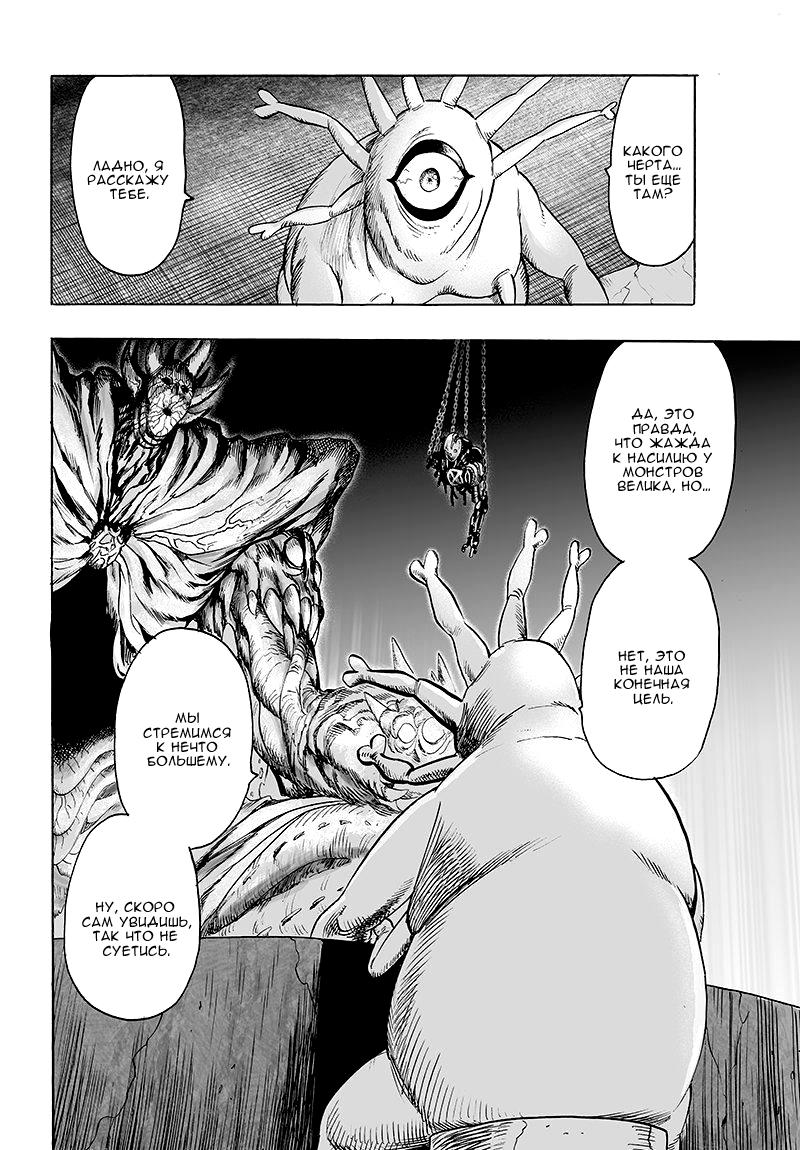 КАКОГО
ЧЕРТА...
ТЫ ЕЩЕ
ТАМ?
ЛАДНО, Я
РАССКАЖУ
ТЕБЕ.
ДА, ЭТО
ПРАВДА,
ЧТО ЖАЖДА
К НАСИЛИЮ У
МОНСТРОВ
ВЕЛИКА, НО...
НЕТ, ЭТО
НЕ НАША
КОНЕЧНАЯ
ЦЕЛЬ.
МЫ
СТРЕМИМСЯ
К НЕЧТО
БОЛЬШЕМУ.
НУ, СКОРО
САМ УВИДИШЬ,
ТАК ЧТО НЕ
СУЕТИСЬ.